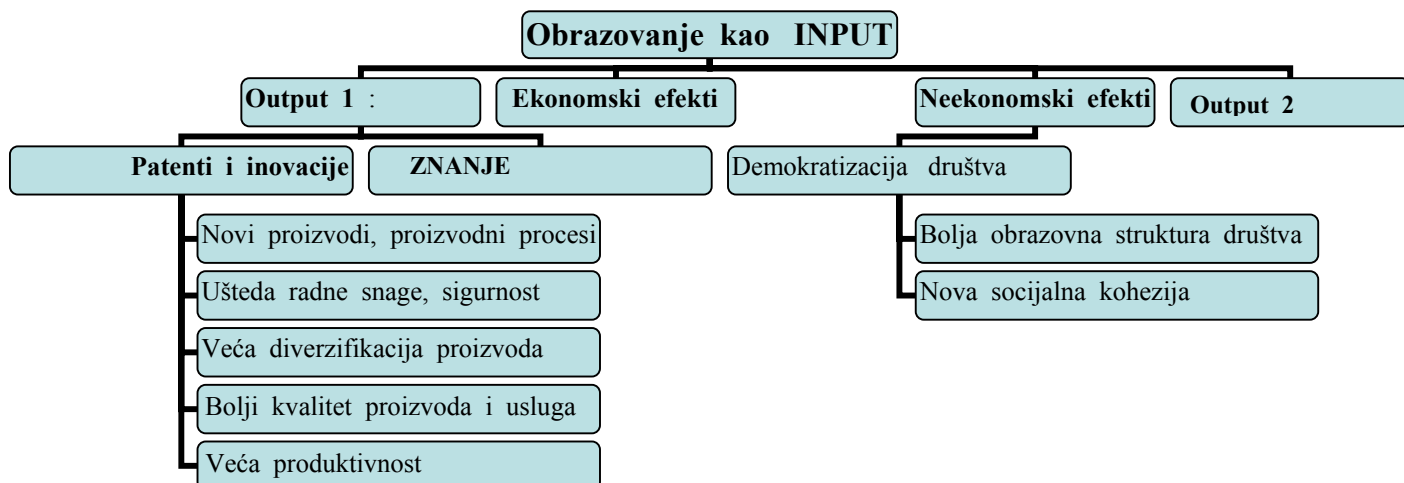 Obrazovanje kao INPUT
Output 1 :
Ekonomski efekti
Neekonomski efekti
Output 2
Patenti i inovacije
ZNANJE
Demokratizacija društva
Novi proizvodi, proizvodni procesi
Ušteda radne snage, sigurnost
Veća diverzifikacija proizvoda
Bolji kvalitet proizvoda i usluga
Veća produktivnost
Bolja obrazovna struktura društva
Nova socijalna kohezija